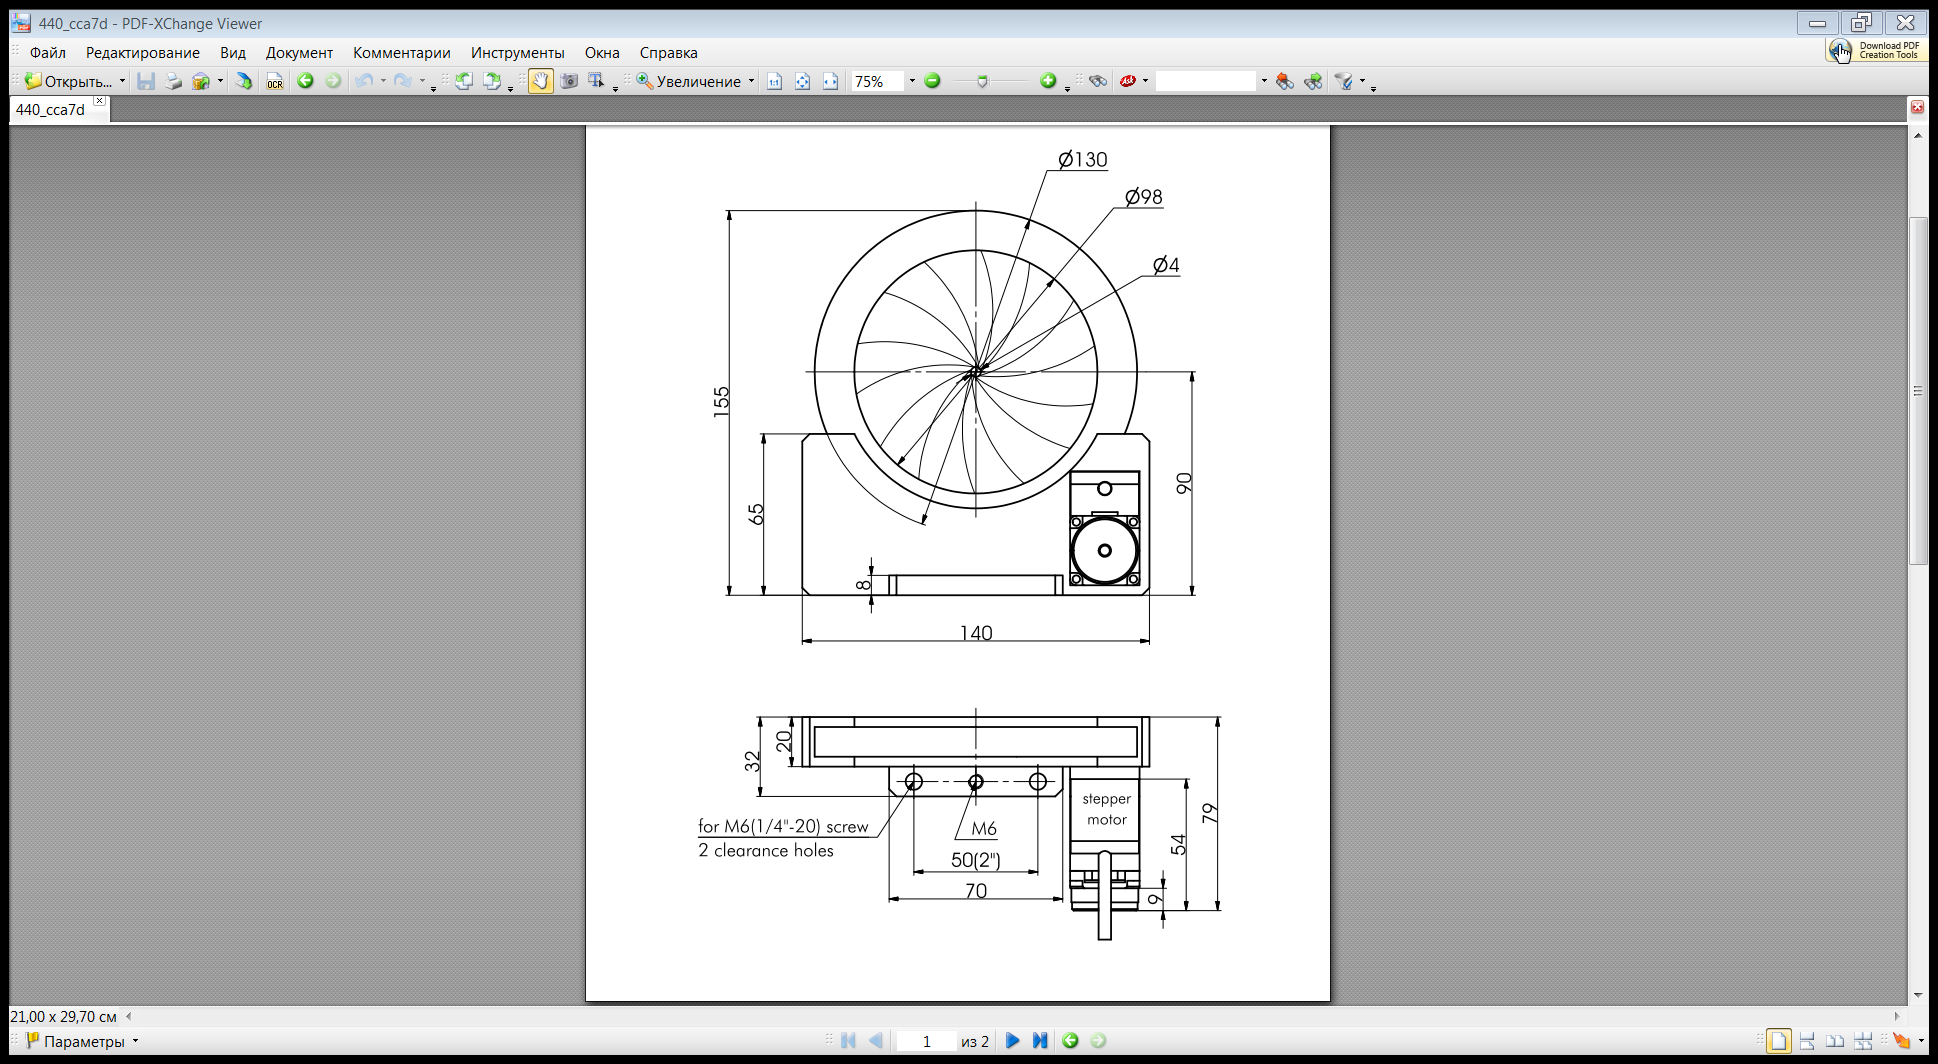 440_cca7d - PDF-XChange Viewer
Файл Редактирование Вид Документ Комментарии Инструменты Окна Справка
Download PDF
Creation Tools
Открыть... OCR Увеличение 1:1 75% Ask
440_cca7d
Ø130
Ø98
Ø4
155
65
90
8
140
32
20
stepper
motor
79
54
9
for M6(1/4"-20) screw
2 clearance holes
M6
50(2")
70
21,00 x 29,70 см
Параметры
1 из 2